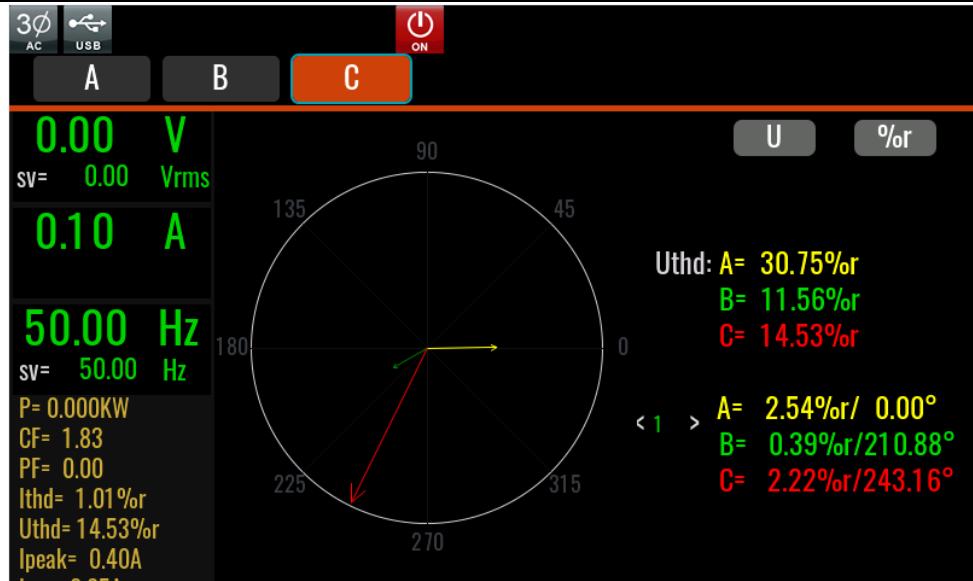 3Ø
AC
USB
ON
A B C
0.00 V
sv= 0.00 Vrms
0.10 A
50.00 Hz
sv= 50.00 Hz
P= 0.000KW
CF= 1.83
PF= 0.00
Ithd= 1.01%r
Uthd= 14.53%r
Ipeak= 0.40A
90
135
45
180
0
225
315
270
U %r
Uthd: A= 30.75%r
B= 11.56%r
C= 14.53%r
< 1 >
A= 2.54%r/ 0.00°
B= 0.39%r/210.88°
C= 2.22%r/243.16°